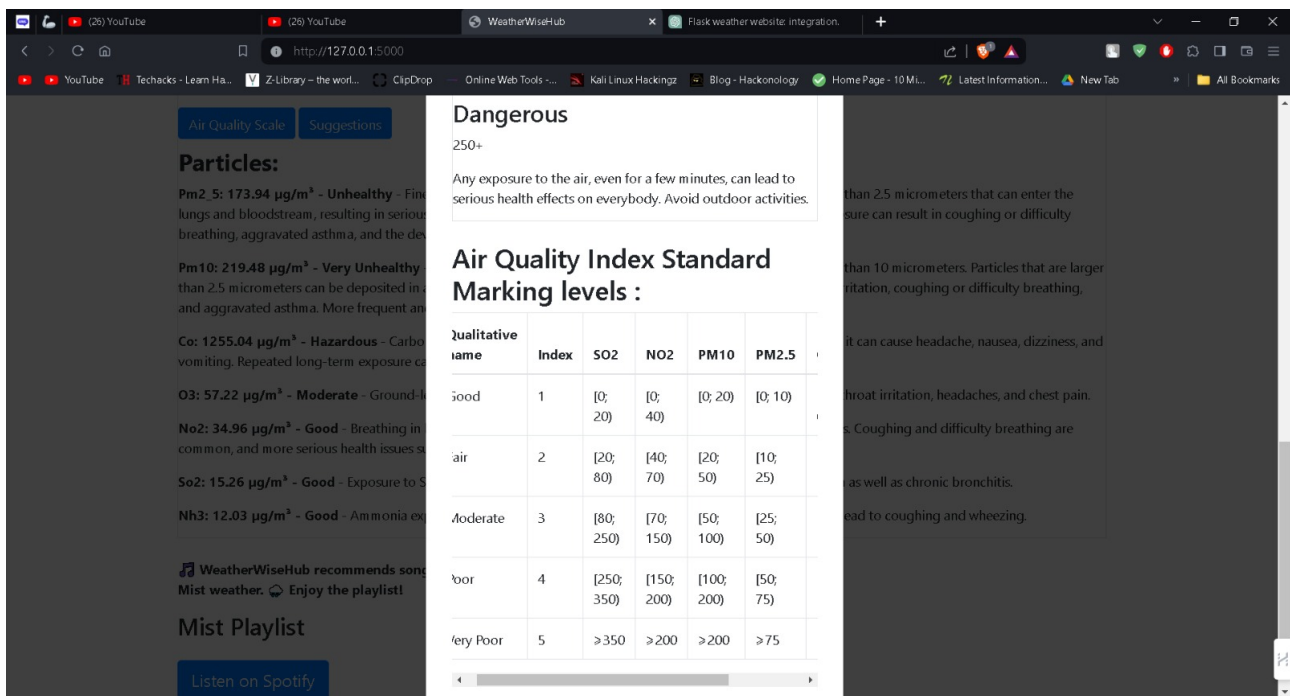 (26) YouTube
(26) YouTube
WeatherWiseHub
Flask weather website: integration.
http://127.0.0.1:5000
YouTube
Techacks - Learn Ha...
Z-Library – the worl...
ClipDrop
Online Web Tools -...
Kali Linux Hackingz
Blog - Hackonology
Home Page - 10 Mi...
Latest Information...
New Tab
»
All Bookmarks
Air Quality Scale
Suggestions
Particles:
Pm2_5: 173.94 µg/m³ - Unhealthy - Fine
than 2.5 micrometers that can enter the
lungs and bloodstream, resulting in serious
sure can result in coughing or difficulty
breathing, aggravated asthma, and the dev
Pm10: 219.48 µg/m³ - Very Unhealthy -
than 10 micrometers. Particles that are larger
than 2.5 micrometers can be deposited in
ritation, coughing or difficulty breathing,
and aggravated asthma. More frequent an
Co: 1255.04 µg/m³ - Hazardous - Carbo
it can cause headache, nausea, dizziness, and
vomiting. Repeated long-term exposure ca
O3: 57.22 µg/m³ - Moderate - Ground-l
hroat irritation, headaches, and chest pain.
No2: 34.96 µg/m³ - Good - Breathing in
s. Coughing and difficulty breathing are
common, and more serious health issues su
So2: 15.26 µg/m³ - Good - Exposure to S
as well as chronic bronchitis.
Nh3: 12.03 µg/m³ - Good - Ammonia exp
ead to coughing and wheezing.
WeatherWiseHub recommends song
Mist weather. Enjoy the playlist!
Mist Playlist
Listen on Spotify
Dangerous
250+
Any exposure to the air, even for a few minutes, can lead to
serious health effects on everybody. Avoid outdoor activities.
Air Quality Index Standard
Marking levels :
Qualitative
name Index SO2 NO2 PM10 PM2.5
Good 1 [0; [0; [0; 20) [0; 10)
20) 40)
Fair 2 [20; [40; [20; [10;
80) 70) 50) 25)
Moderate 3 [80; [70; [50; [25;
250) 150) 100) 50)
Poor 4 [250; [150; [100; [50;
350) 200) 200) 75)
Very Poor 5 ⩾350 ⩾200 ⩾200 ⩾75